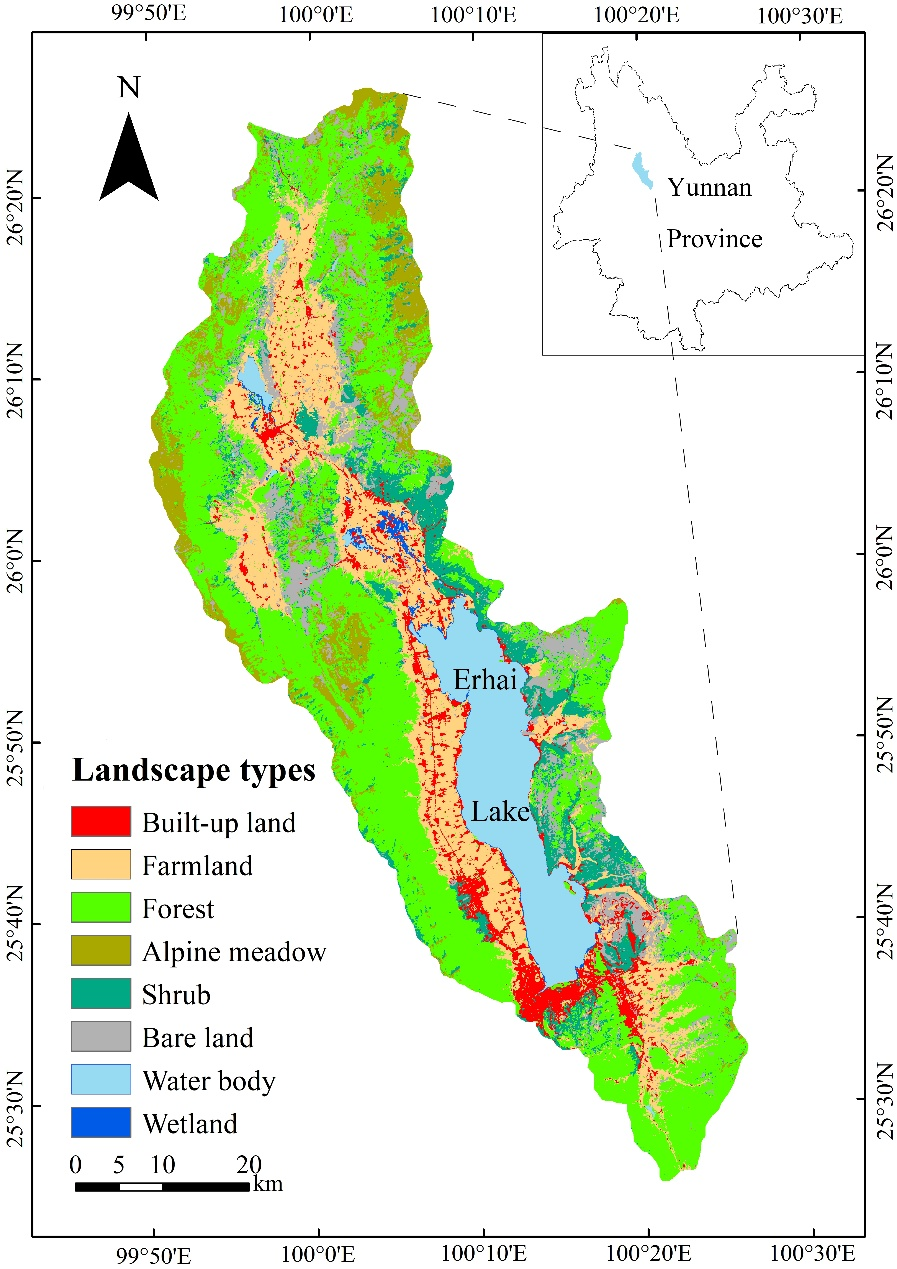 99°50'E 100°0'E 100°10'E 100°20'E 100°30'E
N
26°20'N
26°20'N
Yunnan
Province
26°10'N
26°10'N
26°0'N
26°0'N
Erhai
25°50'N
25°50'N
Landscape types
Lake
Built-up land
Farmland
Forest
25°40'N
25°40'N
Alpine meadow
Shrub
Bare land
Water body
25°30'N
25°30'N
Wetland
0 5 10 20
km
99°50'E 100°0'E 100°10'E 100°20'E 100°30'E